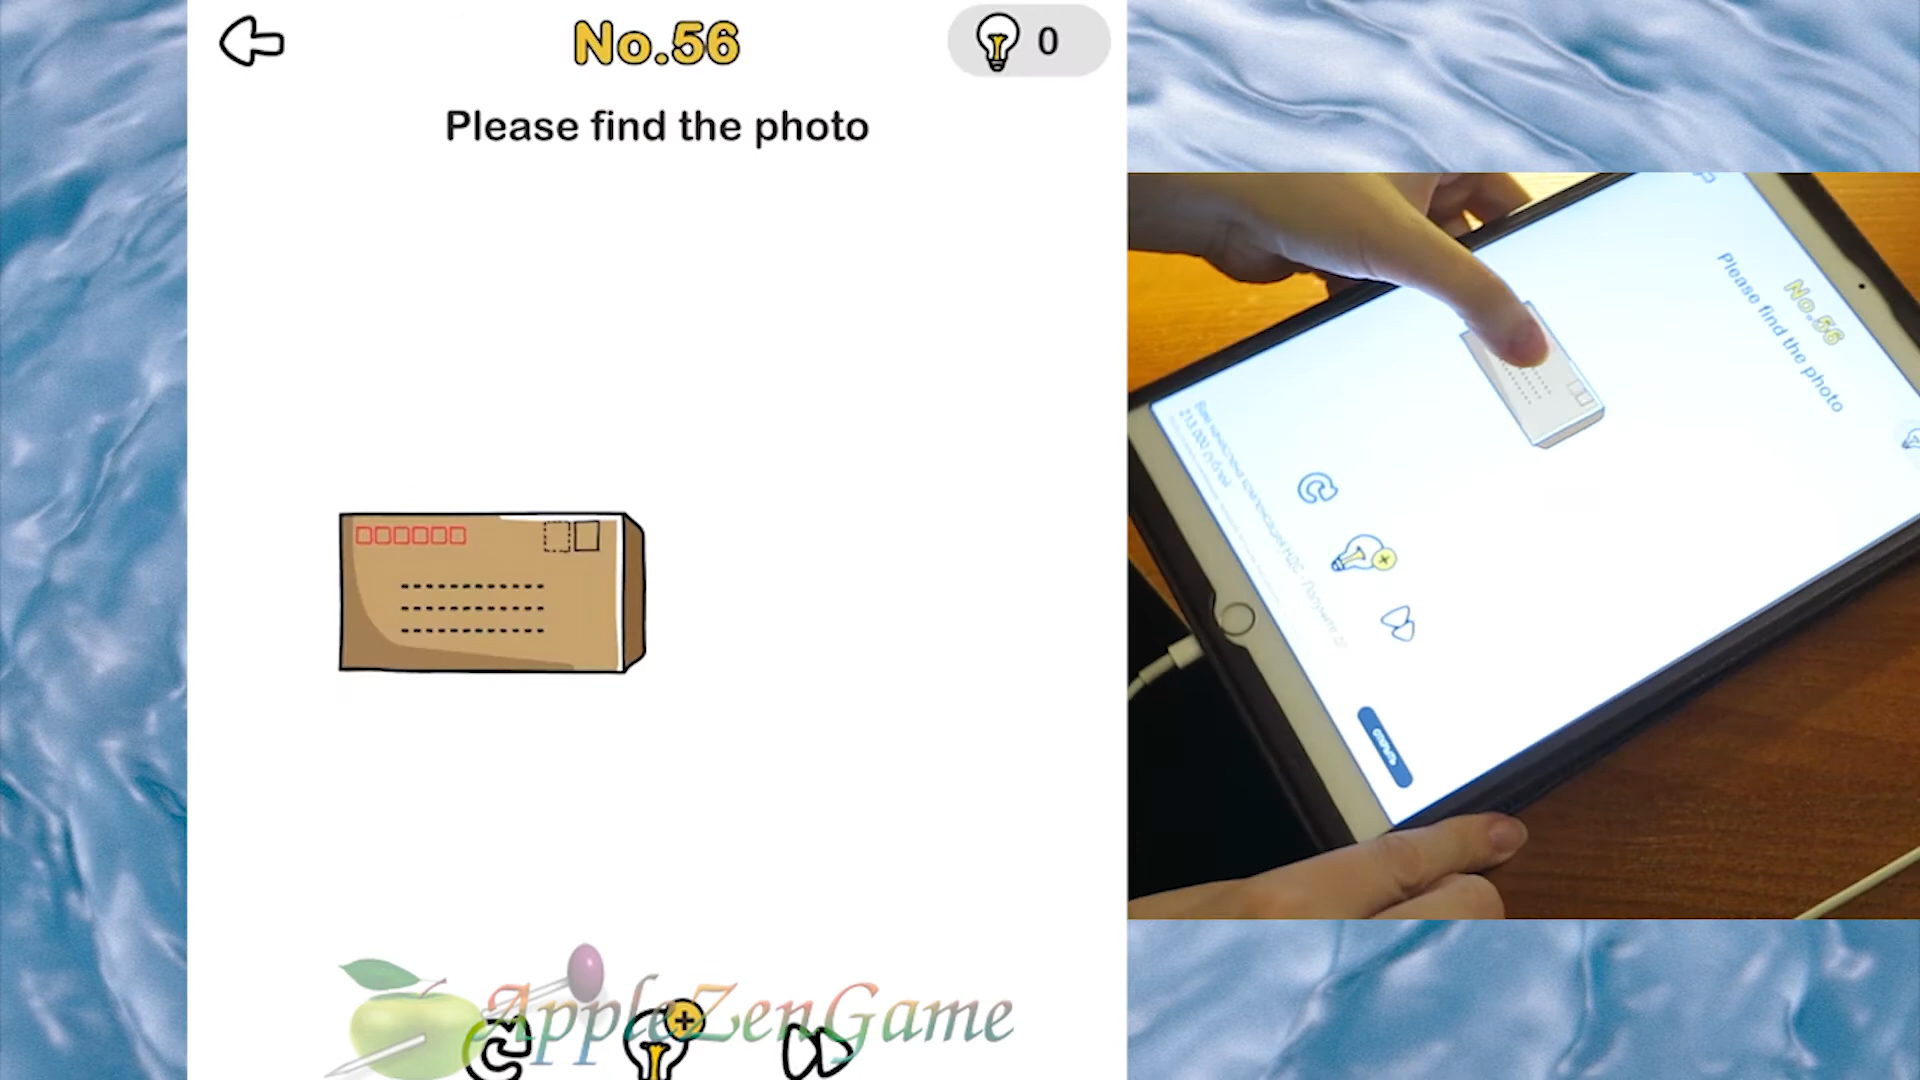 No.56
0
Please find the photo
No.56
Please find the photo
AppleZenGame